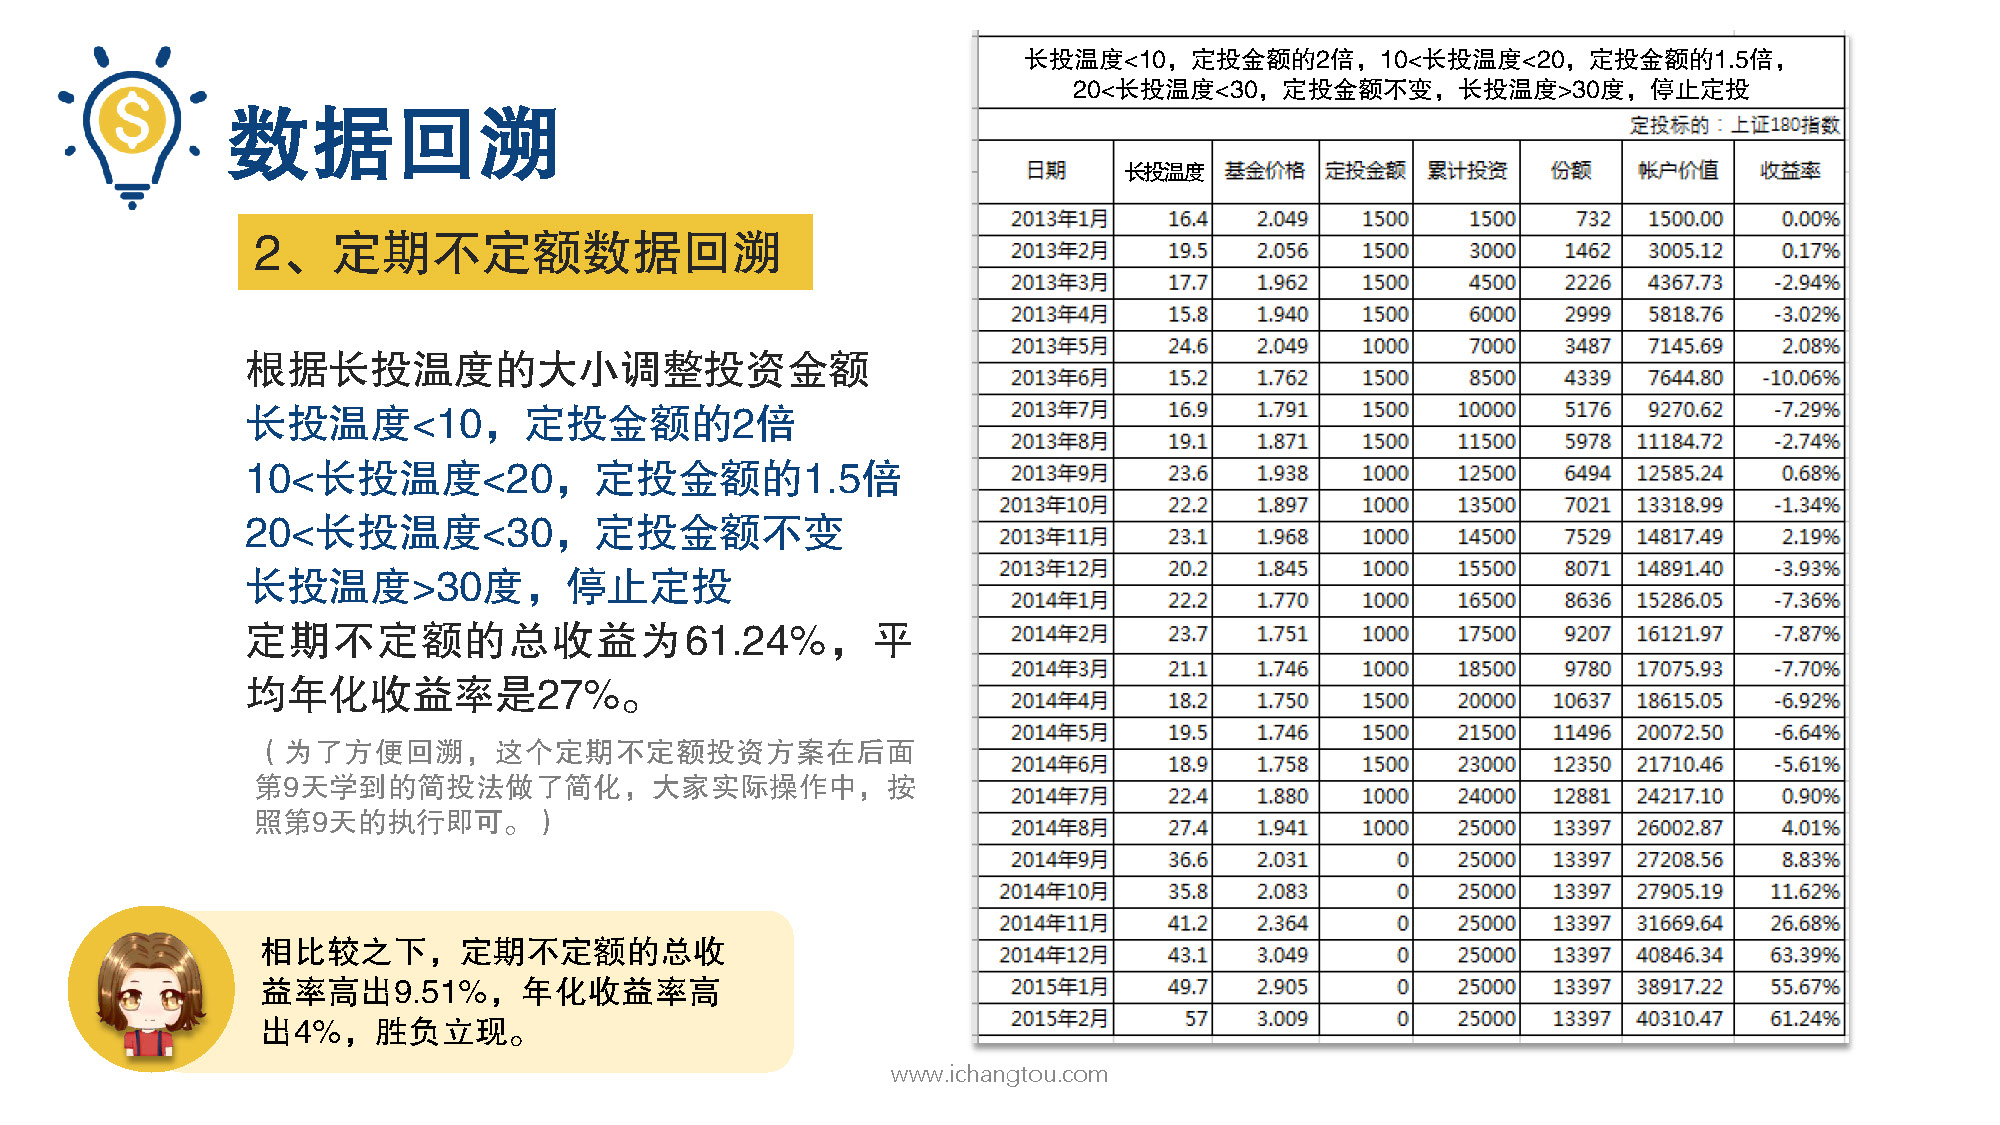 数据回溯
2、定期不定额数据回溯
根据长投温度的大小调整投资金额
长投温度<10，定投金额的2倍
10<长投温度<20，定投金额的1.5倍
20<长投温度<30，定投金额不变
长投温度>30度，停止定投
定期不定额的总收益为61.24%，平
均年化收益率是27%。
（为了方便回溯，这个定期不定额投资方案在后面
第9天学到的简投法做了简化，大家实际操作中，按
照第9天的执行即可。）
相比较之下，定期不定额的总收
益率高出9.51%，年化收益率高
出4%，胜负立现。
长投温度<10，定投金额的2倍，10<长投温度<20，定投金额的1.5倍，
20<长投温度<30，定投金额不变，长投温度>30度，停止定投
定投标的：上证180指数
日期 长投温度 基金价格 定投金额 累计投资 份额 帐户价值 收益率
2013年1月 16.4 2.049 1500 1500 732 1500.00 0.00%
2013年2月 19.5 2.056 1500 3000 1462 3005.12 0.17%
2013年3月 17.7 1.962 1500 4500 2226 4367.73 -2.94%
2013年4月 15.8 1.940 1500 6000 2999 5818.76 -3.02%
2013年5月 24.6 2.049 1000 7000 3487 7145.69 2.08%
2013年6月 15.2 1.762 1500 8500 4339 7644.80 -10.06%
2013年7月 16.9 1.791 1500 10000 5176 9270.62 -7.29%
2013年8月 19.1 1.871 1500 11500 5978 11184.72 -2.74%
2013年9月 23.6 1.938 1000 12500 6494 12585.24 0.68%
2013年10月 22.2 1.897 1000 13500 7021 13318.99 -1.34%
2013年11月 23.1 1.968 1000 14500 7529 14817.49 2.19%
2013年12月 20.2 1.845 1000 15500 8071 14891.40 -3.93%
2014年1月 22.2 1.770 1000 16500 8636 15286.05 -7.36%
2014年2月 23.7 1.751 1000 17500 9207 16121.97 -7.87%
2014年3月 21.1 1.746 1000 18500 9780 17075.93 -7.70%
2014年4月 18.2 1.750 1500 20000 10637 18615.05 -6.92%
2014年5月 19.5 1.746 1500 21500 11496 20072.50 -6.64%
2014年6月 18.9 1.758 1500 23000 12350 21710.46 -5.61%
2014年7月 22.4 1.880 1000 24000 12881 24217.10 0.90%
2014年8月 27.4 1.941 1000 25000 13397 26002.87 4.01%
2014年9月 36.6 2.031 0 25000 13397 27208.56 8.83%
2014年10月 35.8 2.083 0 25000 13397 27905.19 11.62%
2014年11月 41.2 2.364 0 25000 13397 31669.64 26.68%
2014年12月 43.1 3.049 0 25000 13397 40846.34 63.39%
2015年1月 49.7 2.905 0 25000 13397 38917.22 55.67%
2015年2月 57 3.009 0 25000 13397 40310.47 61.24%
www.ichangtou.com